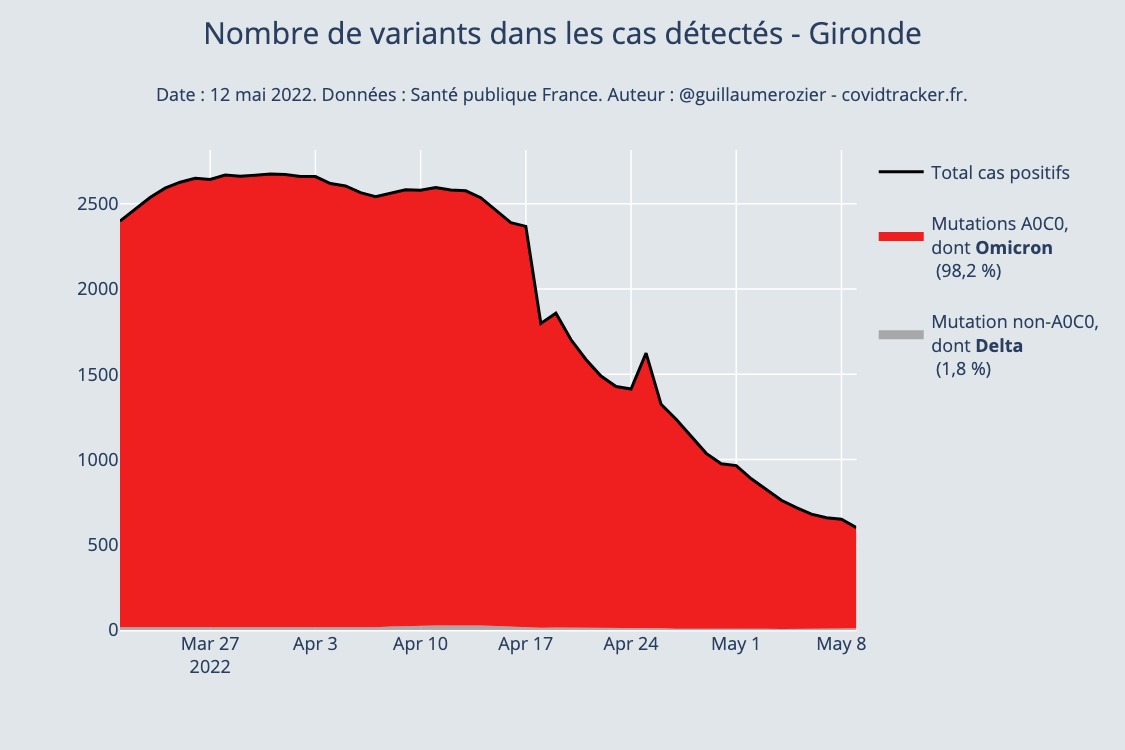 Nombre de variants dans les cas détectés - Gironde
Date : 12 mai 2022. Données : Santé publique France. Auteur : @guillaumerozier - covidtracker.fr.
Total cas positifs
Mutations A0C0,
dont Omicron
(98,2 %)
Mutation non-A0C0,
dont Delta
(1,8 %)
2500
2000
1500
1000
500
0
Mar 27
2022
Apr 3
Apr 10
Apr 17
Apr 24
May 1
May 8